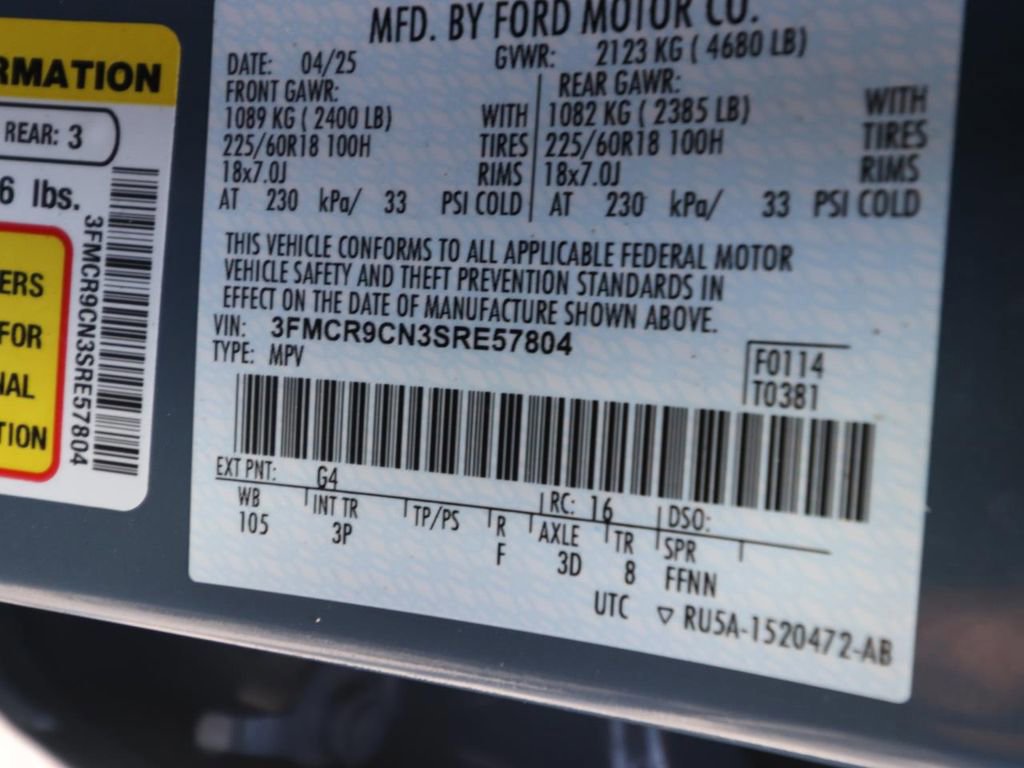 RMATION
REAR: 3
6 lbs.
3FMCR9CN3SRE57804
ERS
FOR
NAL
TION
MFD. BY FORD MOTOR CO.
DATE: 04/25 GVWR: 2123 KG ( 4680 LB)
FRONT GAWR: REAR GAWR:
1089 KG ( 2400 LB) WITH 1082 KG ( 2385 LB) WITH
225/60R18 100H TIRES 225/60R18 100H TIRES
18x7.0J RIMS 18x7.0J RIMS
AT 230 kPa/ 33 PSI COLD AT 230 kPa/ 33 PSI COLD
THIS VEHICLE CONFORMS TO ALL APPLICABLE FEDERAL MOTOR
VEHICLE SAFETY AND THEFT PREVENTION STANDARDS IN
EFFECT ON THE DATE OF MANUFACTURE SHOWN ABOVE.
VIN: 3FMCR9CN3SRE57804
TYPE: MPV
F0114
T0381
EXT PNT: G4 RC: 16 DSO:
WB INT TR TP/PS R AXLE TR SPR
105 3P F 3D 8 FFNN
UTC ▽ RU5A-1520472-AB